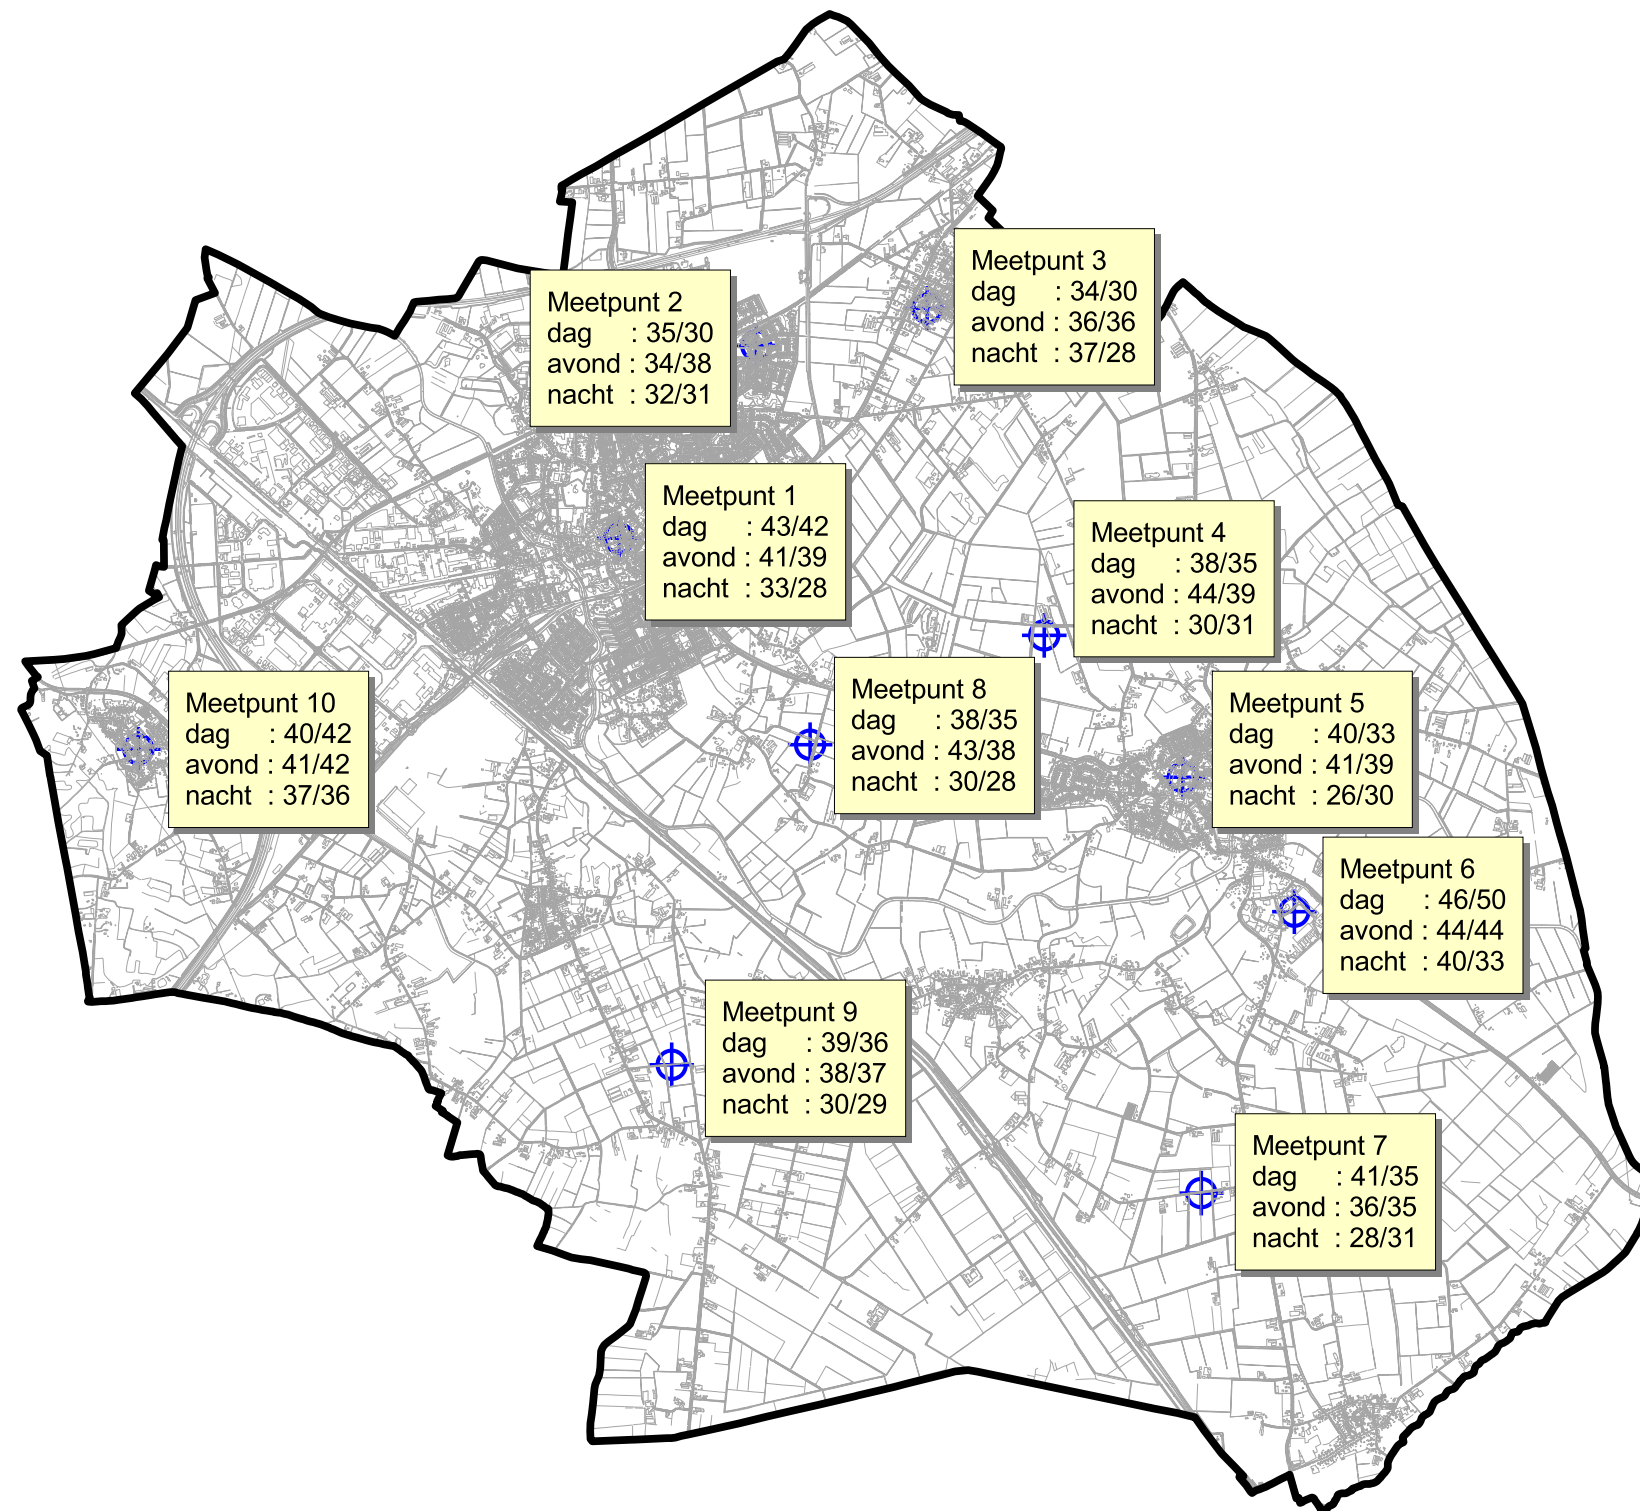 Meetpunt 3
dag : 34/30
avond : 36/36
nacht : 37/28
Meetpunt 2
dag : 35/30
avond : 34/38
nacht : 32/31
Meetpunt 1
dag : 43/42
avond : 41/39
nacht : 33/28
Meetpunt 4
dag : 38/35
avond : 44/39
nacht : 30/31
Meetpunt 8
dag : 38/35
avond : 43/38
nacht : 30/28
Meetpunt 5
dag : 40/33
avond : 41/39
nacht : 26/30
Meetpunt 10
dag : 40/42
avond : 41/42
nacht : 37/36
Meetpunt 6
dag : 46/50
avond : 44/44
nacht : 40/33
Meetpunt 9
dag : 39/36
avond : 38/37
nacht : 30/29
Meetpunt 7
dag : 41/35
avond : 36/35
nacht : 28/31